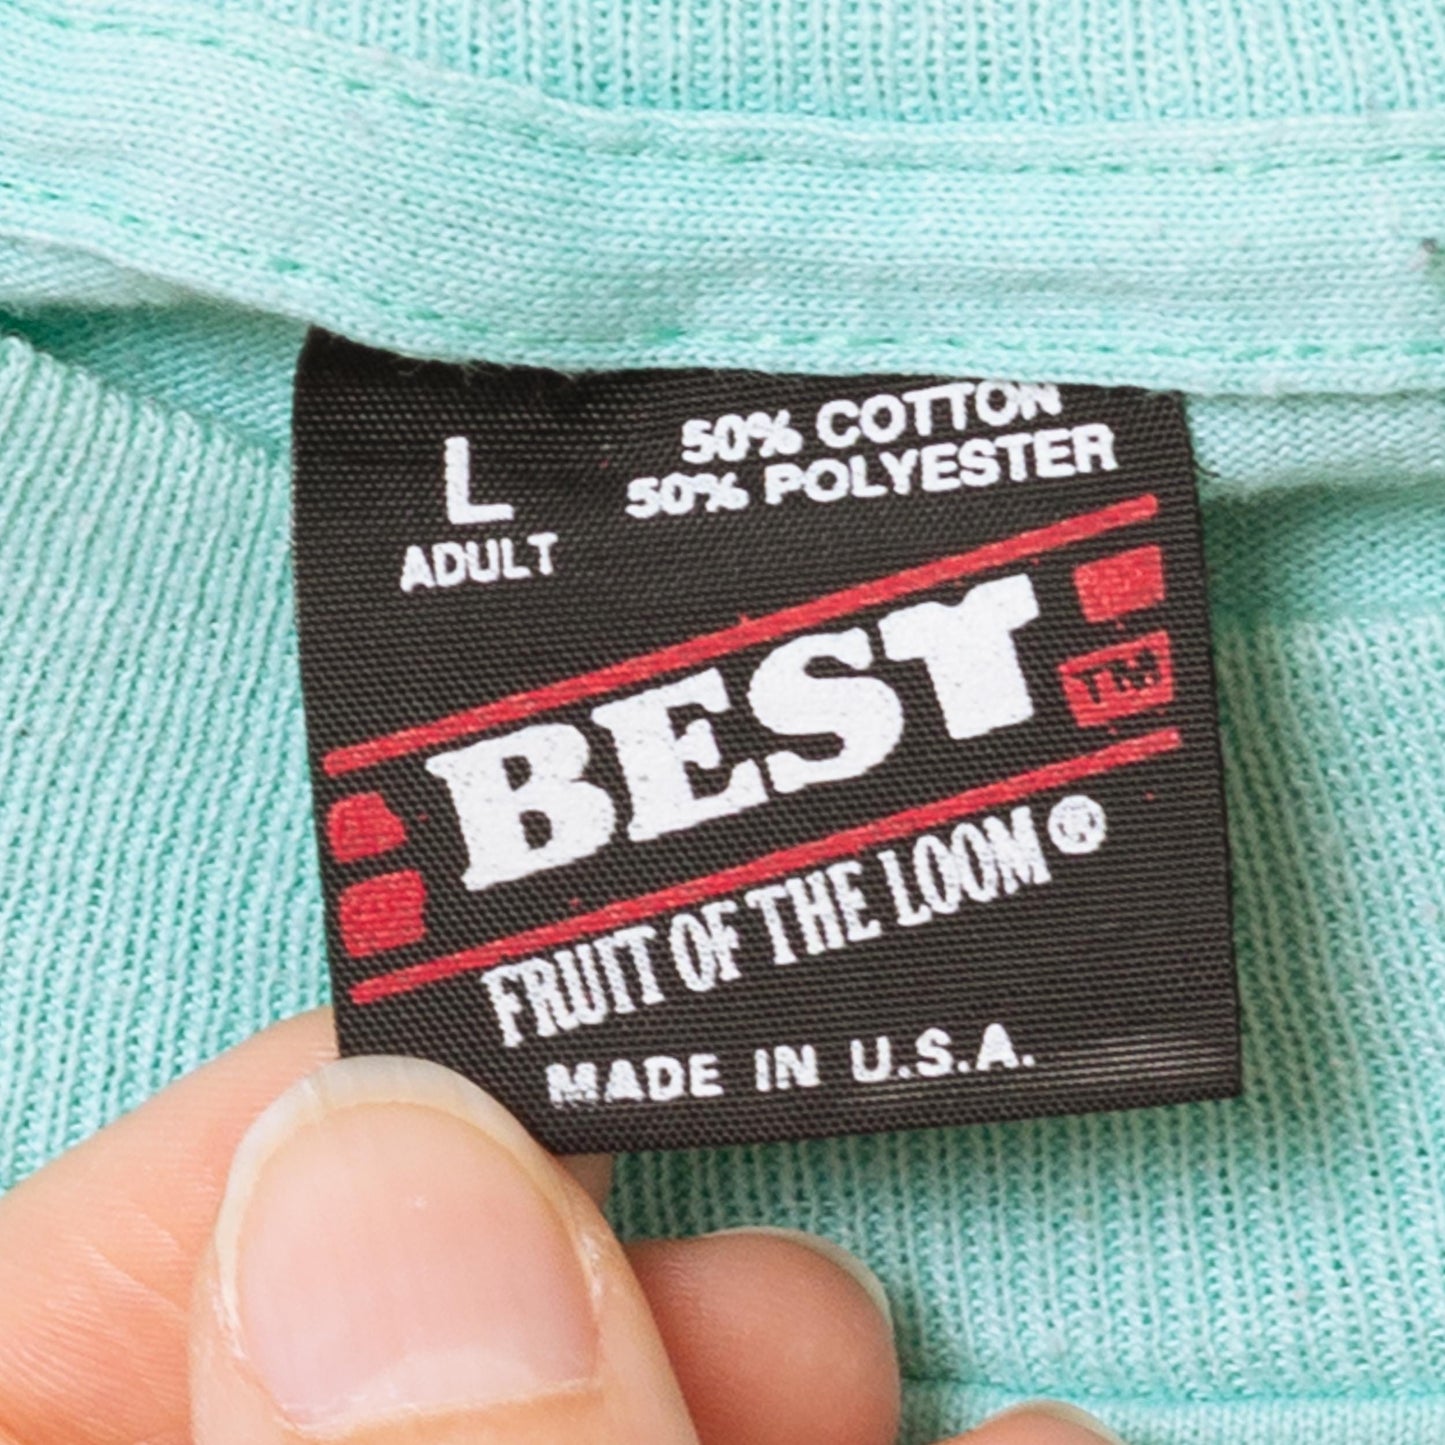 L
ADULT
50% COTTON
50% POLYESTER
BEST
TM
FRUIT OF THE LOOM®
MADE IN U.S.A.